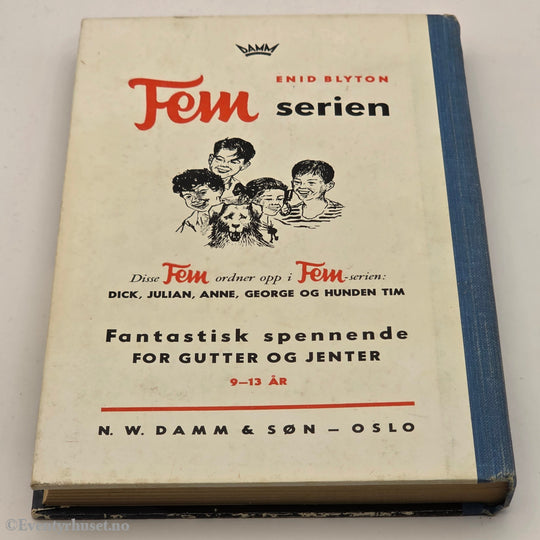 DAMM
ENID BLYTON
Fem serien
Disse Fem ordner opp i Fem-serien:
DICK, JULIAN, ANNE, GEORGE OG HUNDEN TIM
Fantastisk spennende
FOR GUTTER OG JENTER
9–13 ÅR
N. W. DAMM & SØN — OSLO
©Eventyrhuset.no